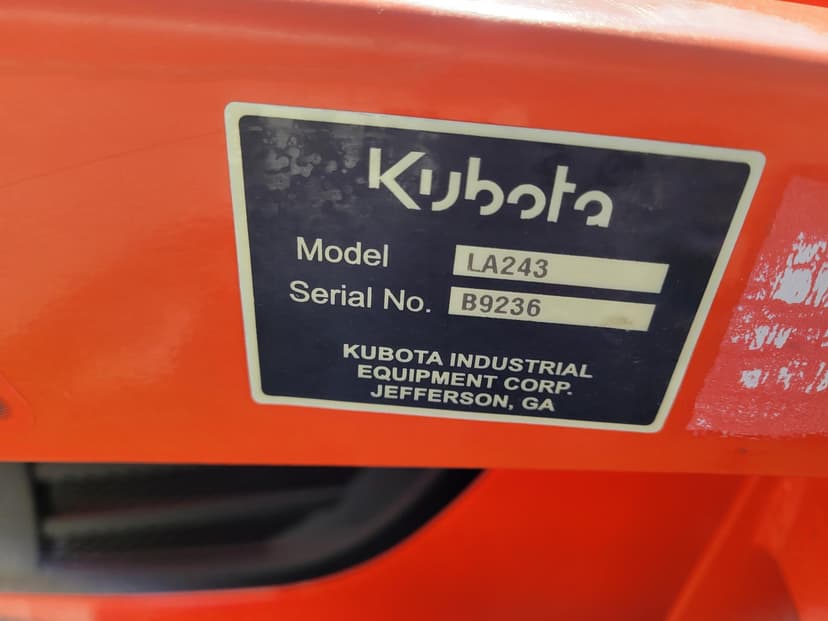 Kubota
Model LA243
Serial No. B9236
KUBOTA INDUSTRIAL
EQUIPMENT CORP.
JEFFERSON, GA